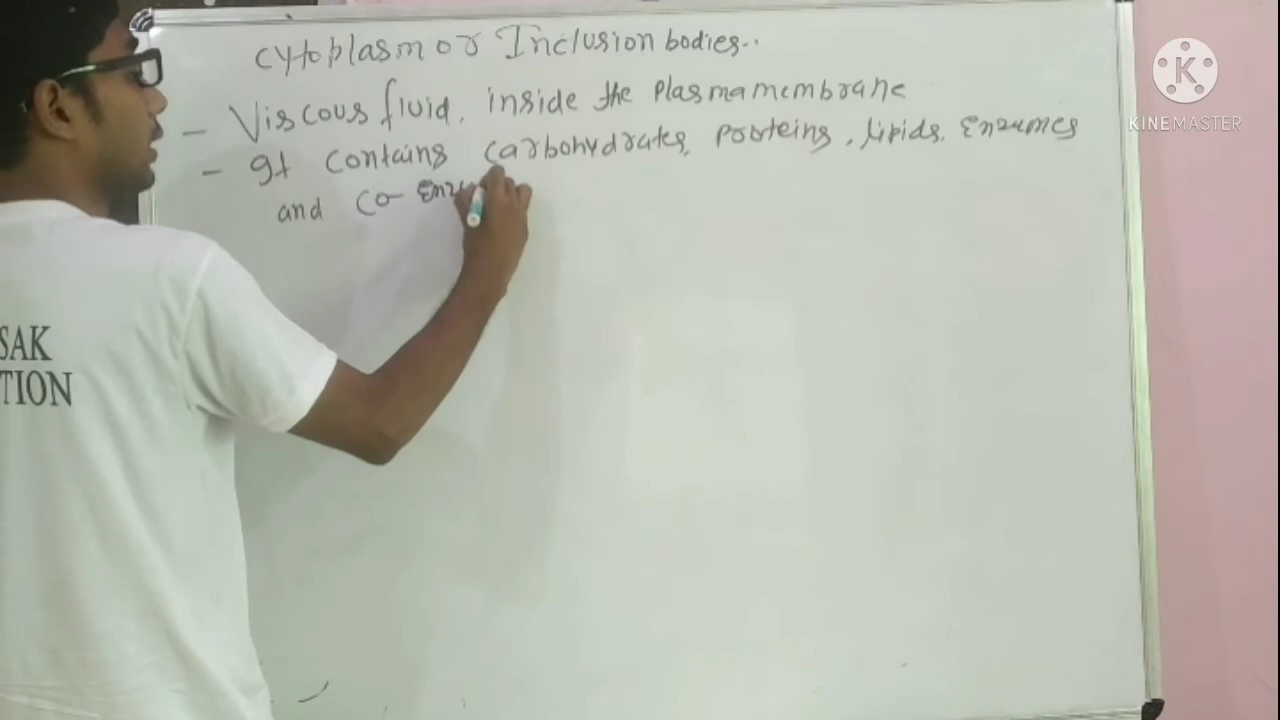 Cytoplasm or Inclusion bodies..
- Viscous fluid, inside the Plasmamembrane
- It contains carbohydrates, Proteins, lipids. Enzymes
and Co-Enz
K
KINEMASTER
SAK
TION